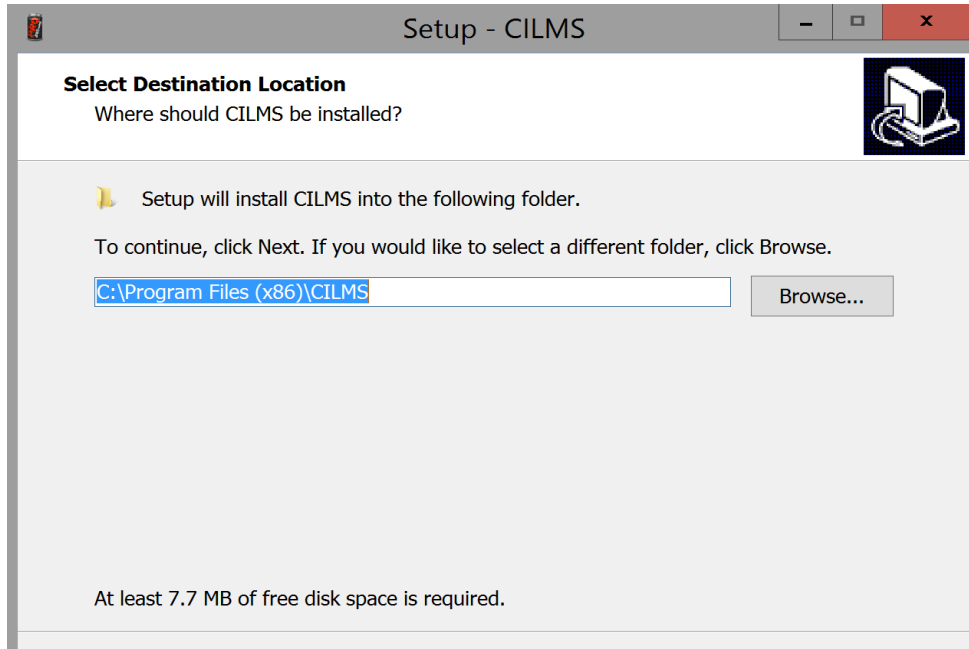 Setup - CILMS
Select Destination Location
Where should CILMS be installed?
Setup will install CILMS into the following folder.
To continue, click Next. If you would like to select a different folder, click Browse.
C:\Program Files (x86)\CILMS
Browse...
At least 7.7 MB of free disk space is required.